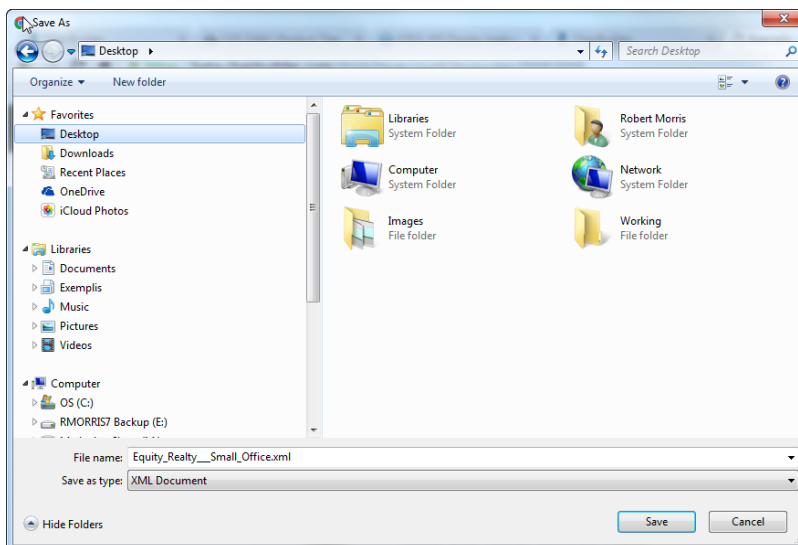 Save As
Desktop
Search Desktop
Organize
New folder
Favorites
Desktop
Downloads
Recent Places
OneDrive
iCloud Photos
Libraries
Documents
Exemplis
Music
Pictures
Videos
Computer
OS (C:)
RMORRIS7 Backup (E:)
Libraries
System Folder
Robert Morris
System Folder
Computer
System Folder
Network
System Folder
Images
File folder
Working
File folder
File name: Equity_Realty___Small_Office.xml
Save as type: XML Document
Hide Folders
Save
Cancel